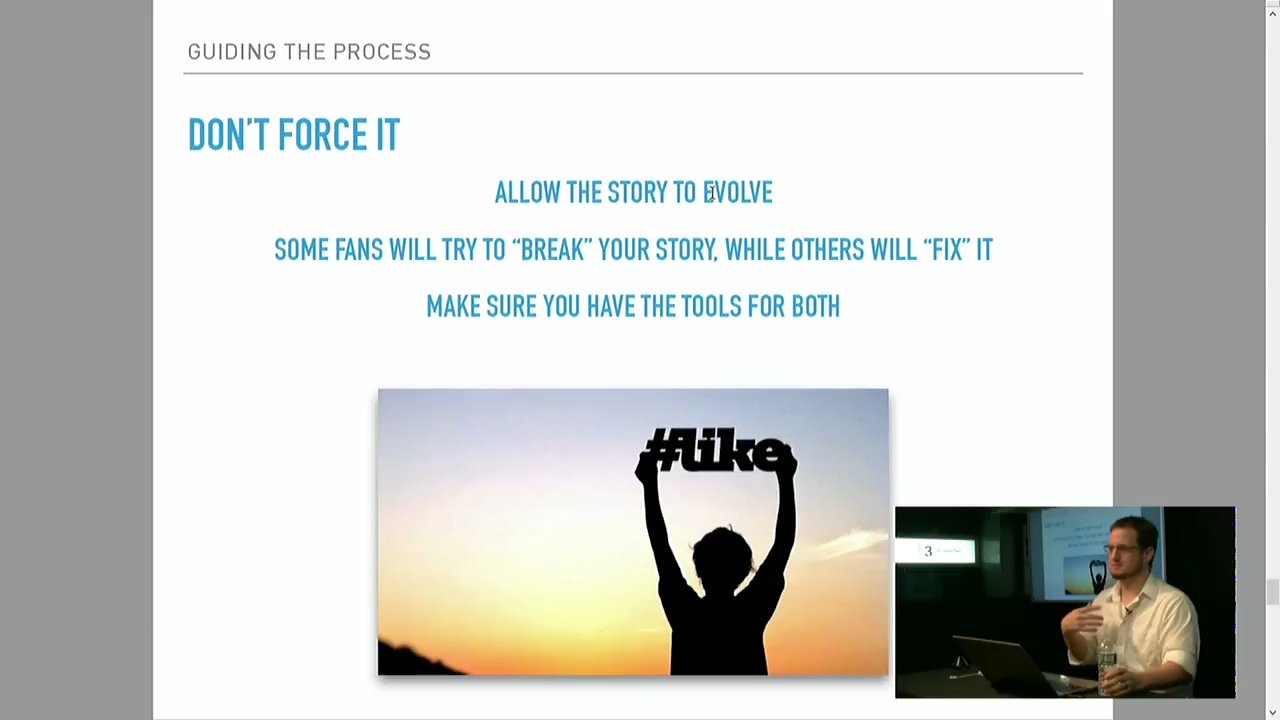 GUIDING THE PROCESS
DON'T FORCE IT
ALLOW THE STORY TO EVOLVE
SOME FANS WILL TRY TO “BREAK” YOUR STORY, WHILE OTHERS WILL “FIX” IT
MAKE SURE YOU HAVE THE TOOLS FOR BOTH
#like
3